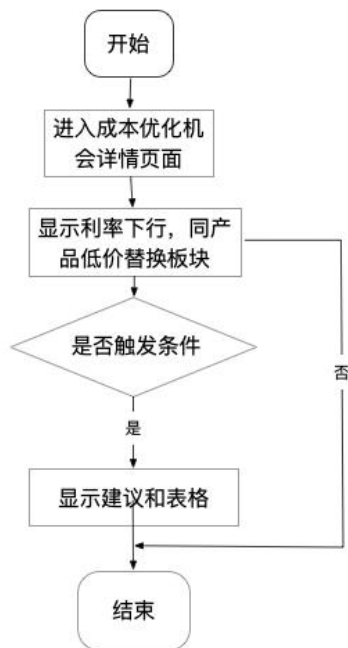 开始
进入成本优化机
会详情页面
显示利率下行，同产
品低价替换板块
是否触发条件
否
是
显示建议和表格
结束